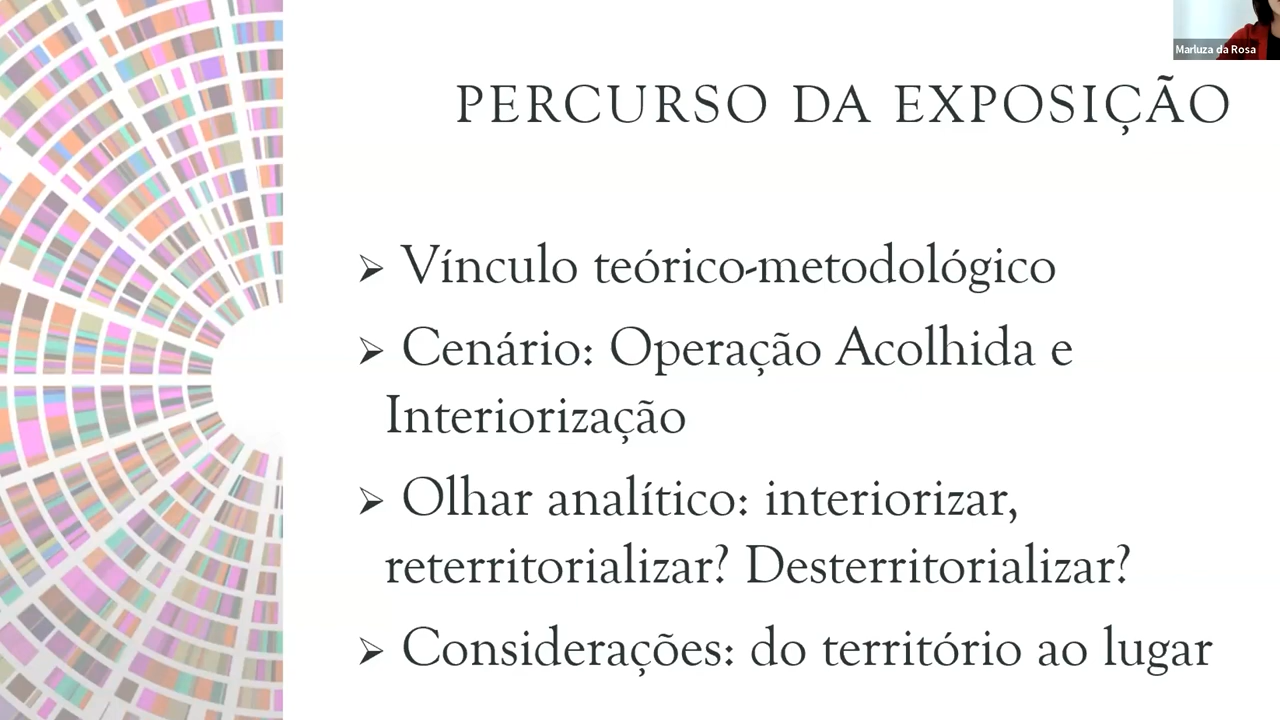 Marluza da Rosa
PERCURSO DA EXPOSIÇÃO
➢ Vínculo teórico-metodológico
➢ Cenário: Operação Acolhida e
Interiorização
➢ Olhar analítico: interiorizar,
reterritorializar? Desterritorializar?
➢ Considerações: do território ao lugar